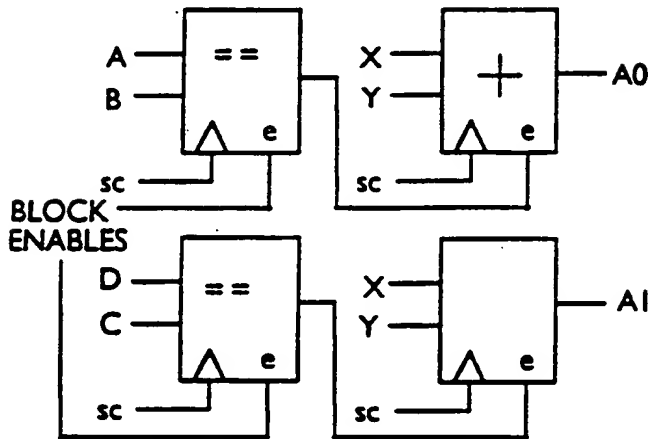 A == X + A0
B Y
e e
sc sc
BLOCK
ENABLES
D == X A1
C Y
e e
sc sc